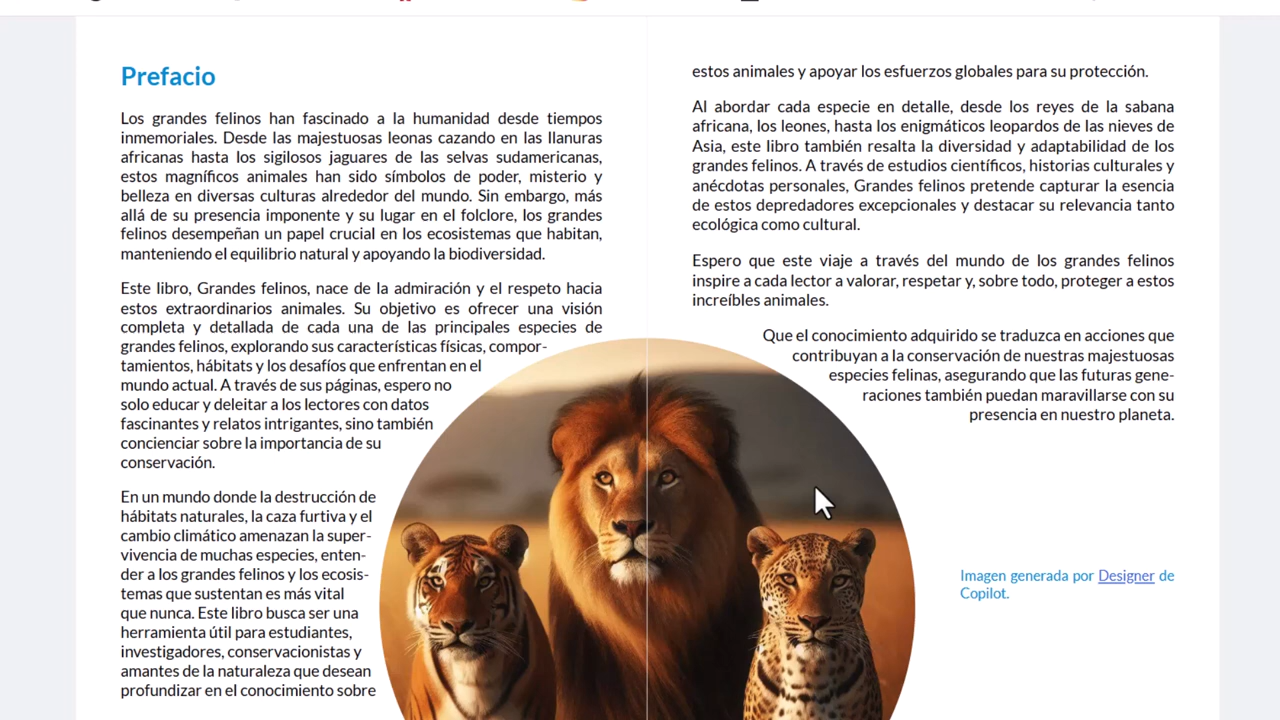 Prefacio
Los grandes felinos han fascinado a la humanidad desde tiempos
inmemoriales. Desde las majestuosas leonas cazando en las llanuras
africanas hasta los sigilosos jaguares de las selvas sudamericanas,
estos magníficos animales han sido símbolos de poder, misterio y
belleza en diversas culturas alrededor del mundo. Sin embargo, más
allá de su presencia imponente y su lugar en el folclore, los grandes
felinos desempeñan un papel crucial en los ecosistemas que habitan,
manteniendo el equilibrio natural y apoyando la biodiversidad.
Este libro, Grandes felinos, nace de la admiración y el respeto hacia
estos extraordinarios animales. Su objetivo es ofrecer una visión
completa y detallada de cada una de las principales especies de
grandes felinos, explorando sus características físicas, compor-
tamientos, hábitats y los desafíos que enfrentan en el
mundo actual. A través de sus páginas, espero no
solo educar y deleitar a los lectores con datos
fascinantes y relatos intrigantes, sino también
concienciar sobre la importancia de su
conservación.
En un mundo donde la destrucción de
hábitats naturales, la caza furtiva y el
cambio climático amenazan la super-
vivencia de muchas especies, enten-
der a los grandes felinos y los ecosis-
temas que sustentan es más vital
que nunca. Este libro busca ser una
herramienta útil para estudiantes,
investigadores, conservacionistas y
amantes de la naturaleza que desean
profundizar en el conocimiento sobre
estos animales y apoyar los esfuerzos globales para su protección.
Al abordar cada especie en detalle, desde los reyes de la sabana
africana, los leones, hasta los enigmáticos leopardos de las nieves de
Asia, este libro también resalta la diversidad y adaptabilidad de los
grandes felinos. A través de estudios científicos, historias culturales y
anécdotas personales, Grandes felinos pretende capturar la esencia
de estos depredadores excepcionales y destacar su relevancia tanto
ecológica como cultural.
Espero que este viaje a través del mundo de los grandes felinos
inspire a cada lector a valorar, respetar y, sobre todo, proteger a estos
increíbles animales.
Que el conocimiento adquirido se traduzca en acciones que
contribuyan a la conservación de nuestras majestuosas
especies felinas, asegurando que las futuras gene-
raciones también puedan maravillarse con su
presencia en nuestro planeta.
Imagen generada por Designer de
Copilot.